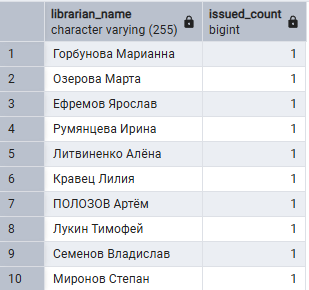 librarian_name issued_count
character varying (255) bigint
1 Горбунова Марианна 1
2 Озерова Марта 1
3 Ефремов Ярослав 1
4 Румянцева Ирина 1
5 Литвиненко Алёна 1
6 Кравец Лилия 1
7 ПОЛОЗОВ Артём 1
8 Лукин Тимофей 1
9 Семенов Владислав 1
10 Миронов Степан 1